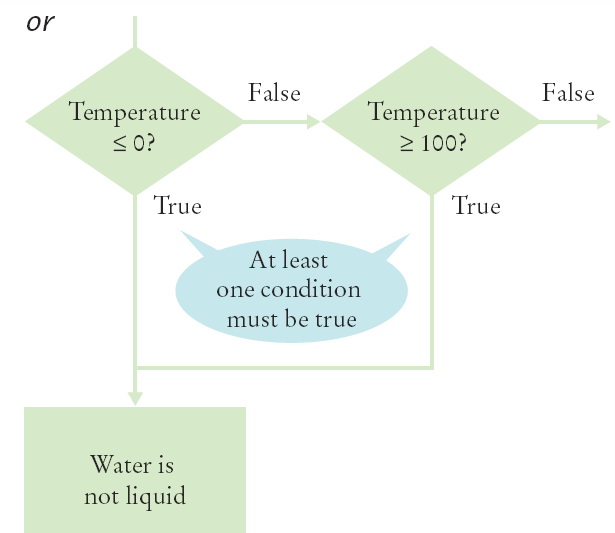 or
False
False
Temperature
≤ 0?
Temperature
≥ 100?
True
True
At least
one condition
must be true
Water is
not liquid